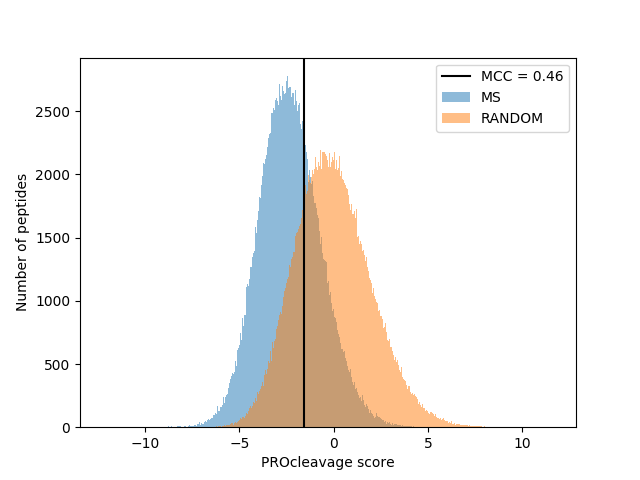 MCC = 0.46
MS
RANDOM
2500
2000
1500
1000
500
0
Number of peptides
−10
−5
0
5
10
PROcleavage score